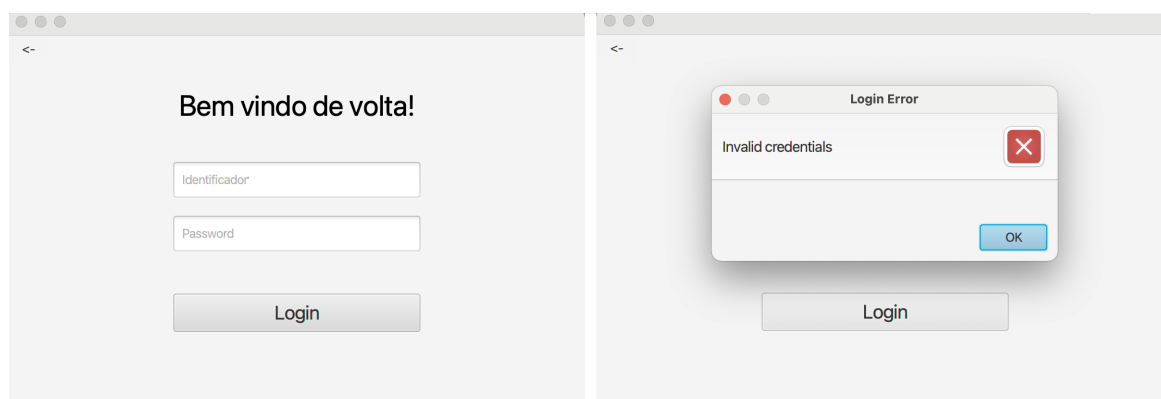 <-
Bem vindo de volta!
Identificador
Password
Login
<-
Login Error
Invalid credentials
OK
Login